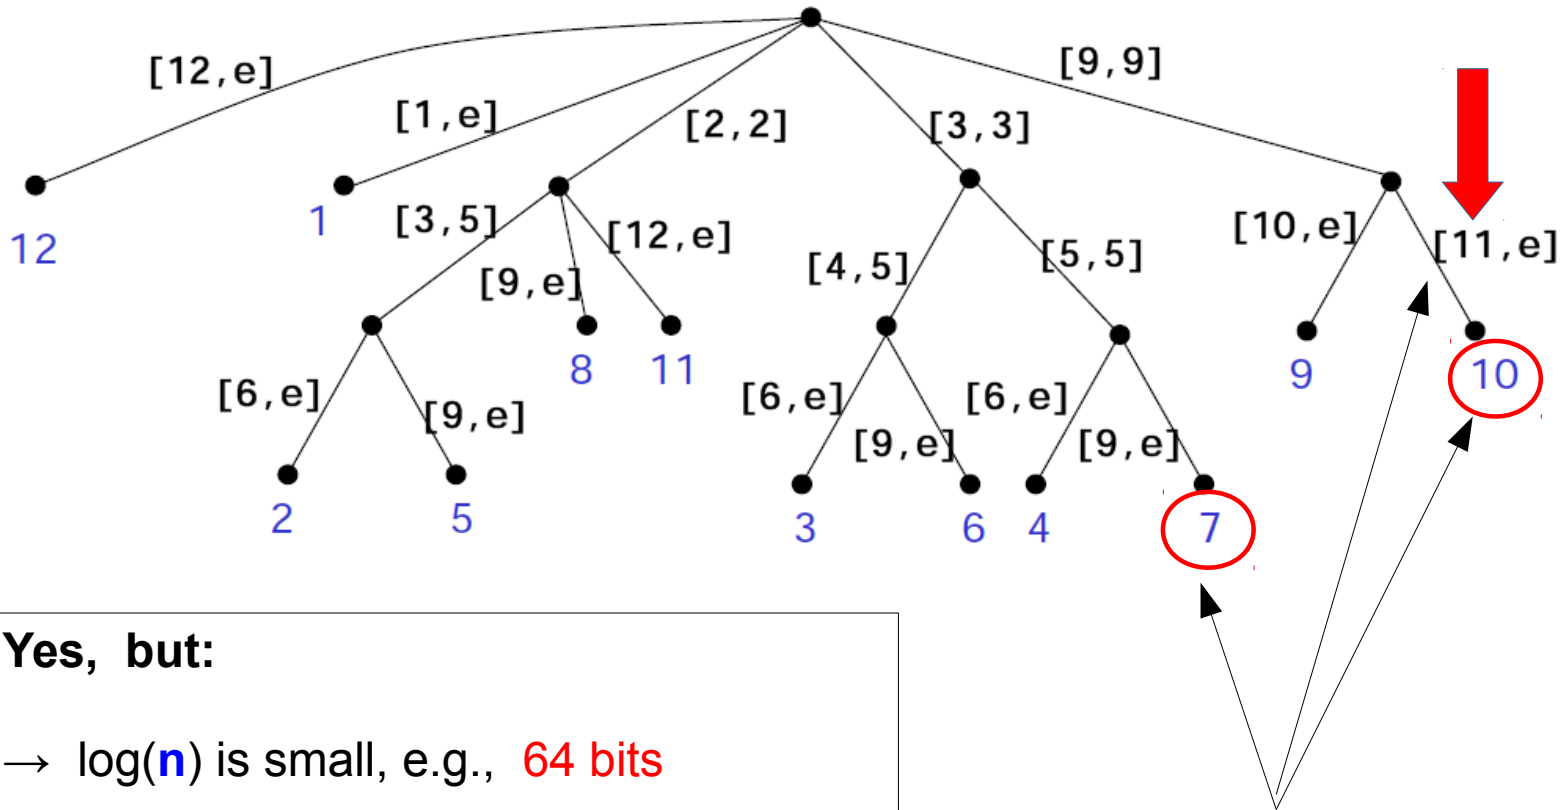 [12,e]
[1,e]
[2,2]
[3,3]
[9,9]
12
1
[3,5]
[9,e]
[12,e]
[4,5]
[5,5]
[10,e]
[11,e]
8
11
9
10
[6,e]
[9,e]
[6,e]
[9,e]
[6,e]
[9,e]
2
5
3
6
4
7
Yes, but:
→ log(n) is small, e.g., 64 bits